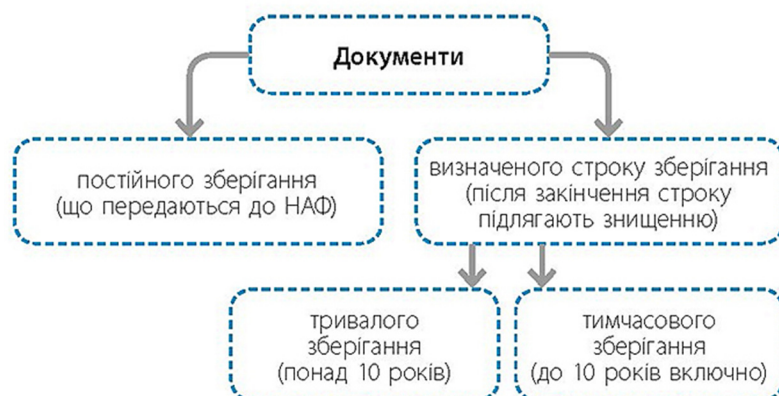 Документи
постійного зберігання
(що передаються до НАФ)
визначеного строку зберігання
(після закінчення строку
підлягають знищенню)
тривалого
зберігання
(понад 10 років)
тимчасового
зберігання
(до 10 років включно)